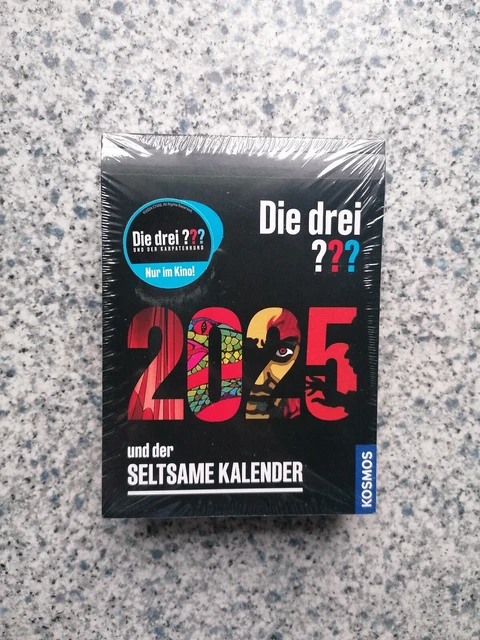 Die drei ???
UND DER KARPATENHUND
Nur im Kino!
Die drei
???
2025
und der
SELTSAME KALENDER
KOSMOS